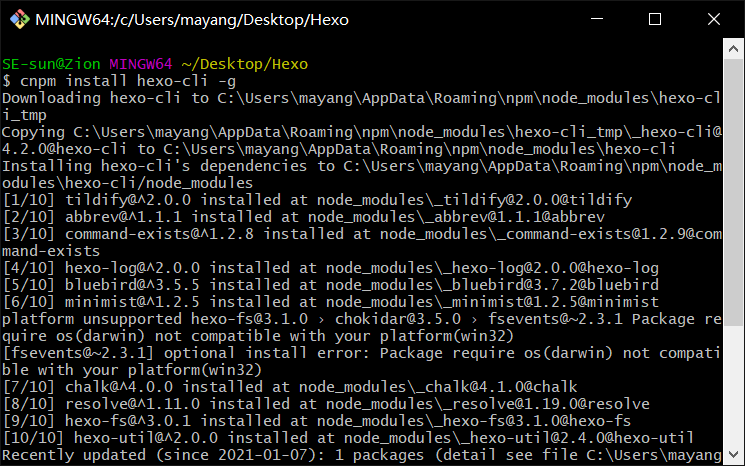 MINGW64:/c/Users/mayang/Desktop/Hexo
SE-sun@Zion MINGW64 ~/Desktop/Hexo
$ cnpm install hexo-cli -g
Downloading hexo-cli to C:\Users\mayang\AppData\Roaming\npm\node_modules\hexo-cl
i_tmp
Copying C:\Users\mayang\AppData\Roaming\npm\node_modules\hexo-cli_tmp\_hexo-cli@
4.2.0@hexo-cli to C:\Users\mayang\AppData\Roaming\npm\node_modules\hexo-cli
Installing hexo-cli's dependencies to C:\Users\mayang\AppData\Roaming\npm\node_m
odules\hexo-cli/node_modules
[1/10] tildify@^2.0.0 installed at node_modules\_tildify@2.0.0@tildify
[2/10] abbrev@^1.1.1 installed at node_modules\_abbrev@1.1.1@abbrev
[3/10] command-exists@^1.2.8 installed at node_modules\_command-exists@1.2.9@com
mand-exists
[4/10] hexo-log@^2.0.0 installed at node_modules\_hexo-log@2.0.0@hexo-log
[5/10] bluebird@^3.5.5 installed at node_modules\_bluebird@3.7.2@bluebird
[6/10] minimist@^1.2.5 installed at node_modules\_minimist@1.2.5@minimist
platform unsupported hexo-fs@3.1.0 › chokidar@3.5.0 › fsevents@~2.3.1 Package re
quire os(darwin) not compatible with your platform(win32)
[fsevents@~2.3.1] optional install error: Package require os(darwin) not compati
ble with your platform(win32)
[7/10] chalk@^4.0.0 installed at node_modules\_chalk@4.1.0@chalk
[8/10] resolve@^1.11.0 installed at node_modules\_resolve@1.19.0@resolve
[9/10] hexo-fs@^3.0.1 installed at node_modules\_hexo-fs@3.1.0@hexo-fs
[10/10] hexo-util@^2.0.0 installed at node_modules\_hexo-util@2.4.0@hexo-util
Recently updated (since 2021-01-07): 1 packages (detail see file C:\Users\mayang